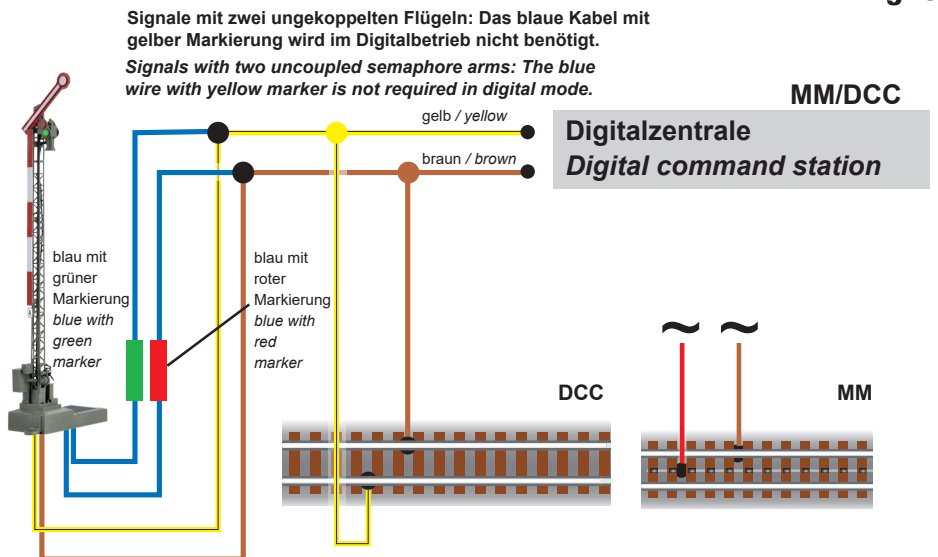 Signale mit zwei ungekoppelten Flügeln: Das blaue Kabel mit
gelber Markierung wird im Digitalbetrieb nicht benötigt.
Signals with two uncoupled semaphore arms: The blue
wire with yellow marker is not required in digital mode.
MM/DCC
gelb / yellow
Digitalzentrale
braun / brown
Digital command station
blau mit
grüner
Markierung
blue with
green
marker
blau mit
roter
Markierung
blue with
red
marker
DCC
MM